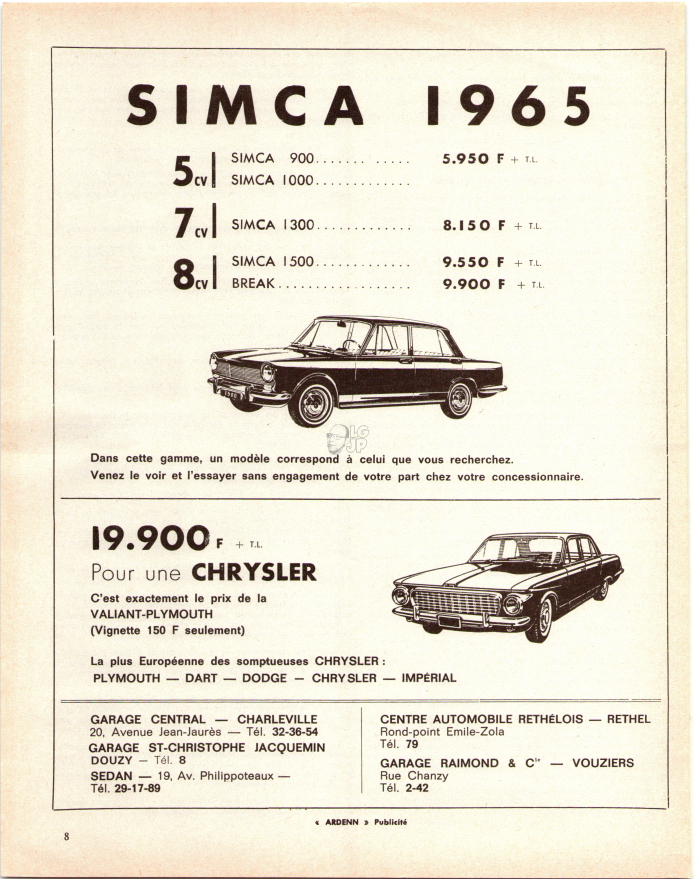 SIMCA 1965
5CV
SIMCA 900............. 5.950 F + T.L.
SIMCA 1000.............
7CV
SIMCA 1300............. 8.150 F + T.L.
8CV
SIMCA 1500............. 9.550 F + T.L.
BREAK.................. 9.900 F + T.L.
1500
LG
JP
Dans cette gamme, un modèle correspond à celui que vous recherchez.
Venez le voir et l'essayer sans engagement de votre part chez votre concessionnaire.
19.900 F + T.L.
Pour une CHRYSLER
C'est exactement le prix de la
VALIANT-PLYMOUTH
(Vignette 150 F seulement)
La plus Européenne des somptueuses CHRYSLER :
PLYMOUTH — DART — DODGE — CHRYSLER — IMPÉRIAL
GARAGE CENTRAL — CHARLEVILLE
20, Avenue Jean-Jaurès — Tél. 32-36-54
GARAGE ST-CHRISTOPHE JACQUEMIN
DOUZY — Tél. 8
SEDAN — 19, Av. Philippoteaux —
Tél. 29-17-89
CENTRE AUTOMOBILE RETHÉLOIS — RETHEL
Rond-point Emile-Zola
Tél. 79
GARAGE RAIMOND & Cie — VOUZIERS
Rue Chanzy
Tél. 2-42
« ARDENN » Publicité
8